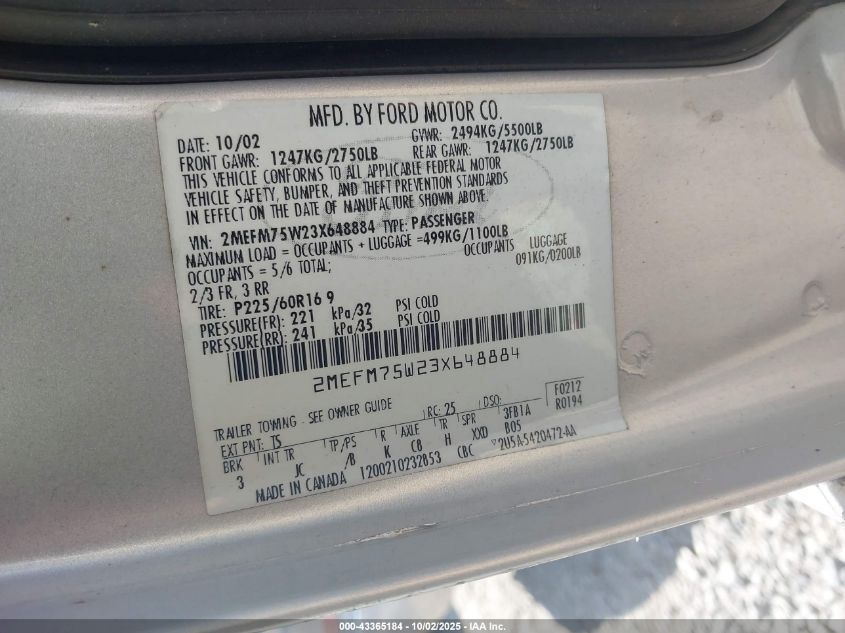 MFD. BY FORD MOTOR CO.
DATE: 10/02 GVWR: 2494KG/5500LB
FRONT GAWR: 1247KG/2750LB REAR GAWR: 1247KG/2750LB
THIS VEHICLE CONFORMS TO ALL APPLICABLE FEDERAL MOTOR
VEHICLE SAFETY, BUMPER, AND THEFT PREVENTION STANDARDS
IN EFFECT ON THE DATE OF MANUFACTURE SHOWN ABOVE.
VIN: 2MEFM75W23X648884 TYPE: PASSENGER
MAXIMUM LOAD = OCCUPANTS + LUGGAGE =499KG/1100LB
OCCUPANTS = 5/6 TOTAL; OCCUPANTS LUGGAGE
2/3 FR, 3 RR 091KG/0200LB
TIRE: P225/60R16 9
PRESSURE(FR): 221 kPa/32 PSI COLD
PRESSURE(RR): 241 kPa/35 PSI COLD
2MEFM75W23X648884
TRAILER TOWING - SEE OWNER GUIDE
EXT PNT: TS RC: 25 DSO: F0212
BRK INT TR TP/PS R AXLE TR SPR 3FB1A R0194
3 JC /B K CB H XXD B05
MADE IN CANADA 1200210232853 CBC 2U5A-5420472-AA
000-43365184 - 10/02/2025 - IAA Inc.